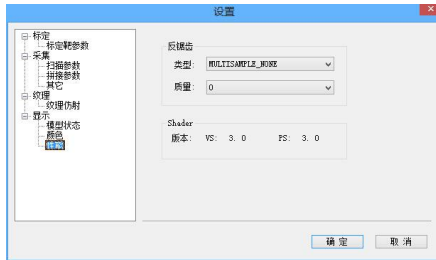 设置
标定
标定靶参数
采集
扫描参数
拼接参数
其它
纹理
纹理仿射
显示
模型状态
颜色
性能
反锯齿
类型: MULTISAMPLE_NONE
质量: 0
Shader
版本: VS: 3. 0 PS: 3. 0
确 定 取 消